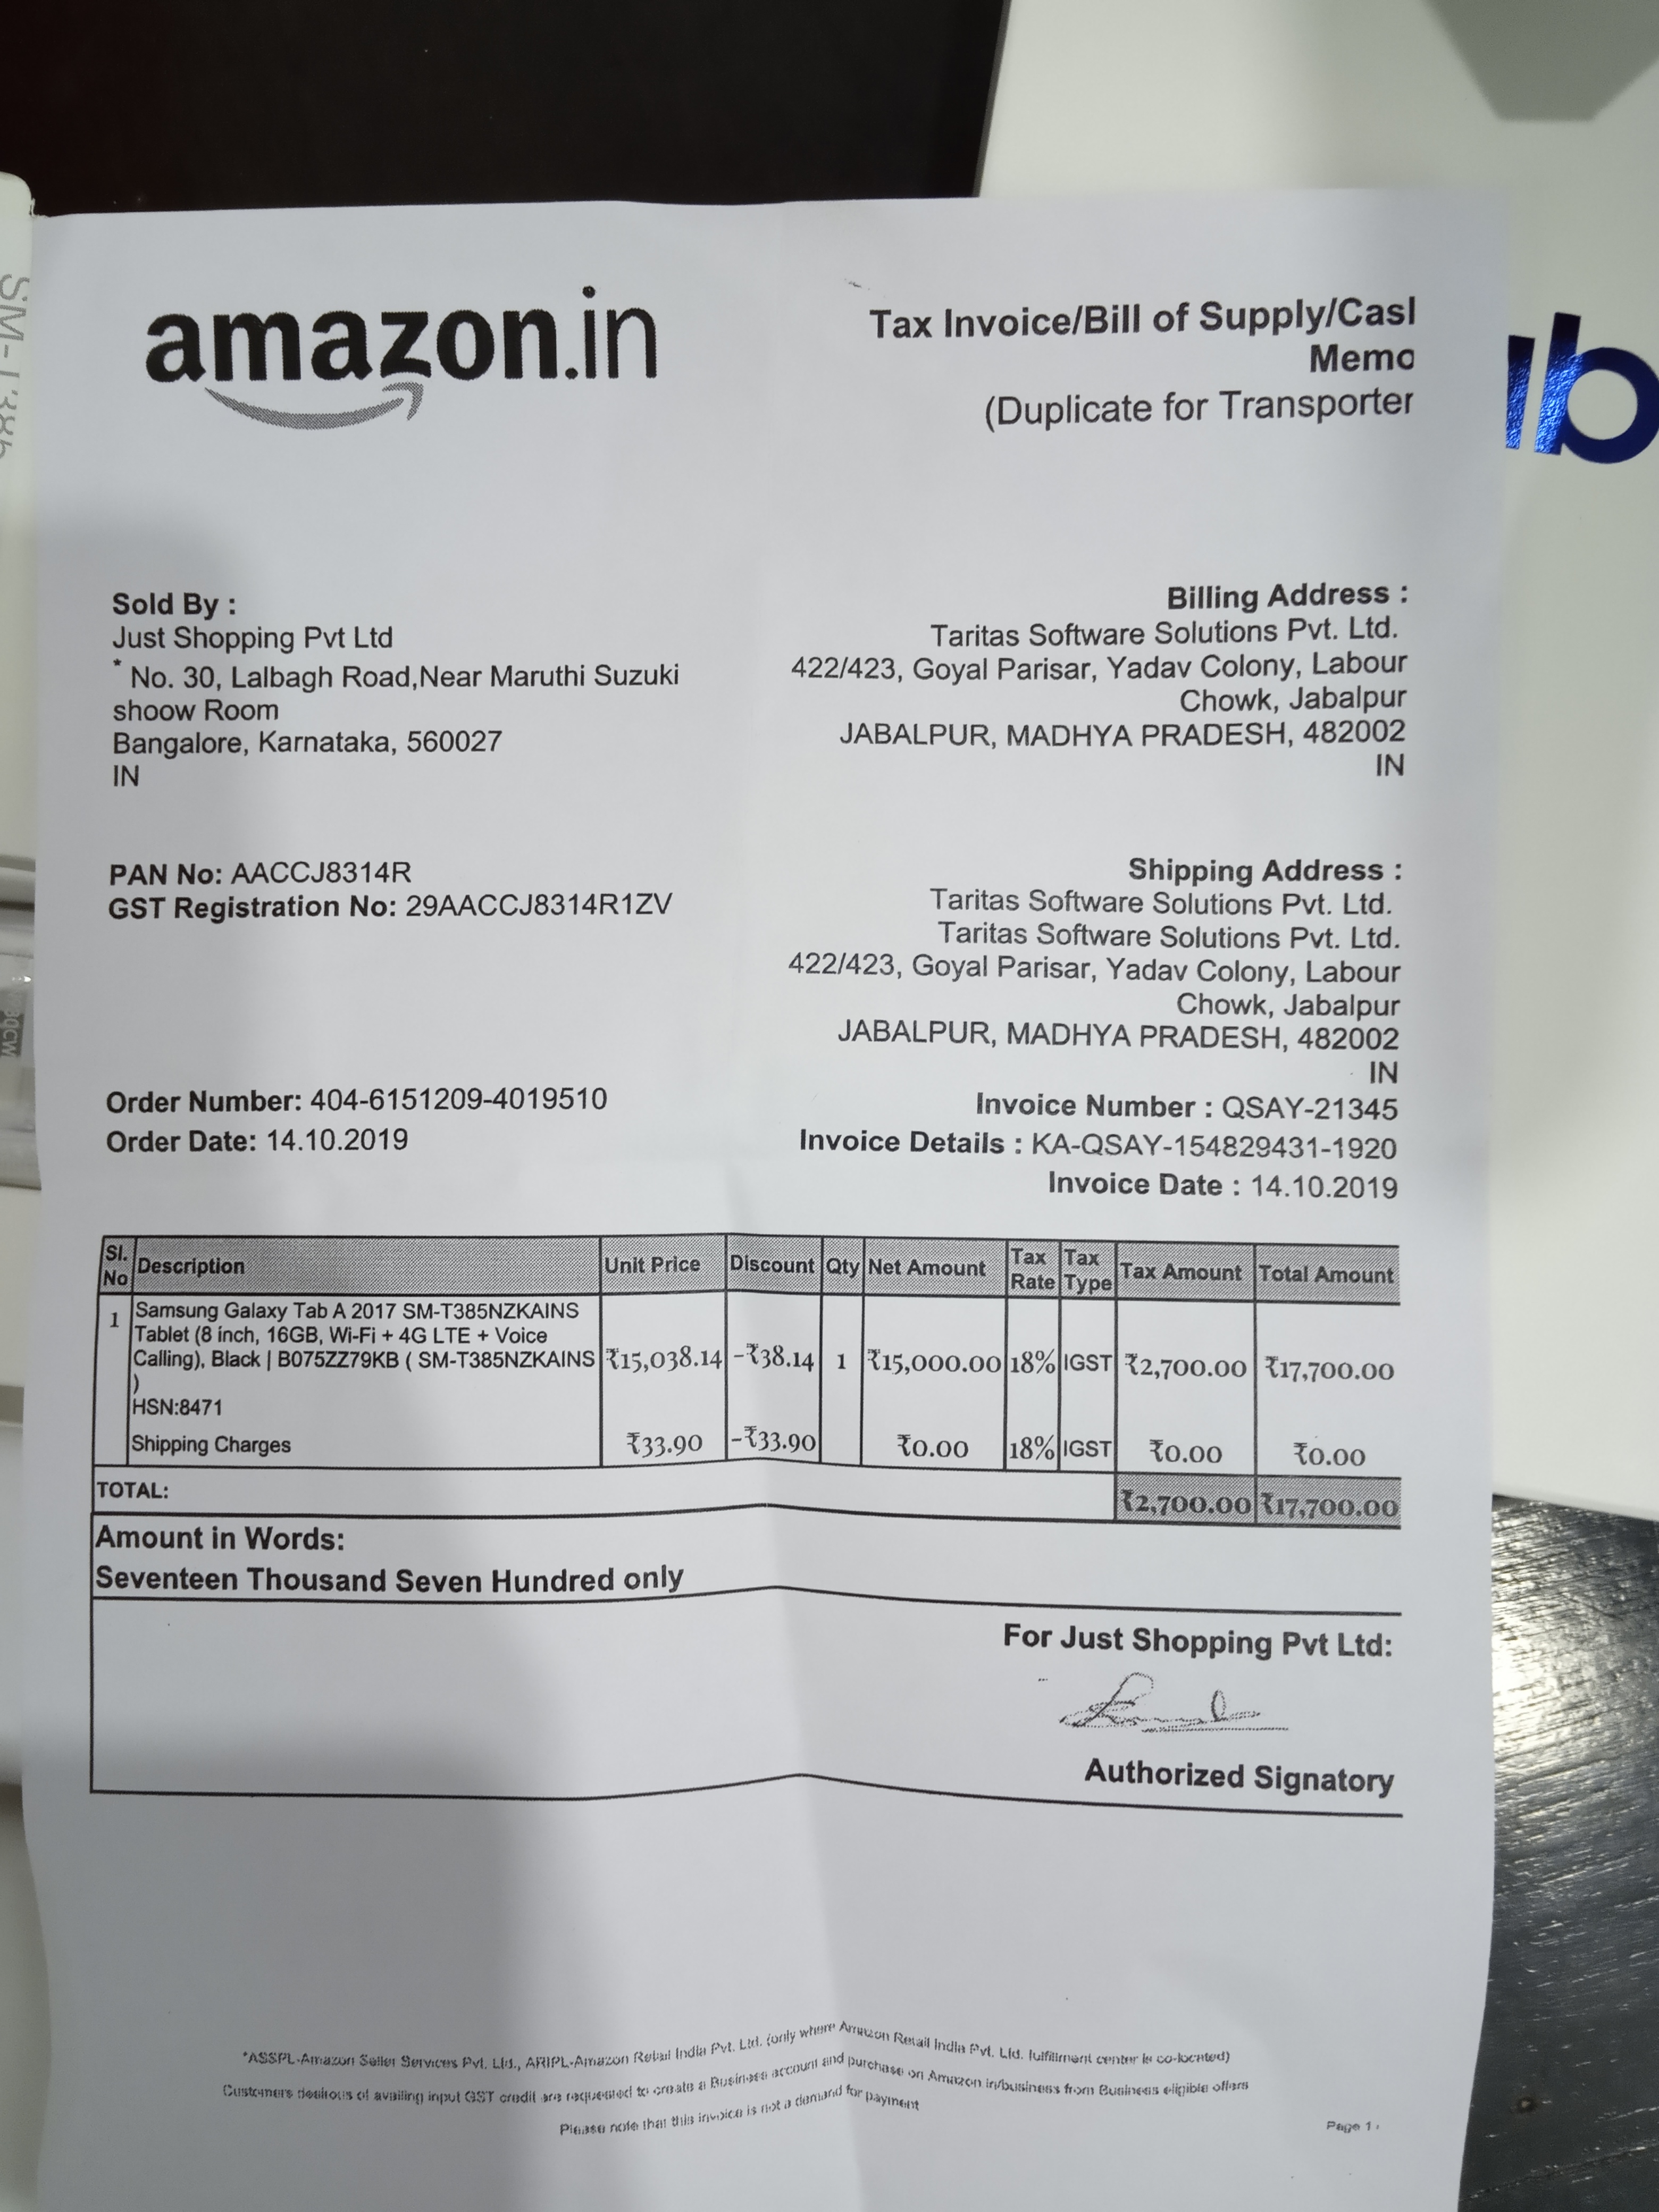 amazon.in
Tax Invoice/Bill of Supply/Casl
Memo
(Duplicate for Transporter
Sold By :
Just Shopping Pvt Ltd
* No. 30, Lalbagh Road,Near Maruthi Suzuki
shoow Room
Bangalore, Karnataka, 560027
IN
Billing Address :
Taritas Software Solutions Pvt. Ltd.
422/423, Goyal Parisar, Yadav Colony, Labour
Chowk, Jabalpur
JABALPUR, MADHYA PRADESH, 482002
IN
PAN No: AACCJ8314R
GST Registration No: 29AACCJ8314R1ZV
Shipping Address :
Taritas Software Solutions Pvt. Ltd.
Taritas Software Solutions Pvt. Ltd.
422/423, Goyal Parisar, Yadav Colony, Labour
Chowk, Jabalpur
JABALPUR, MADHYA PRADESH, 482002
IN
Order Number: 404-6151209-4019510
Order Date: 14.10.2019
Invoice Number : QSAY-21345
Invoice Details : KA-QSAY-154829431-1920
Invoice Date : 14.10.2019
Sl. No Description Unit Price Discount Qty Net Amount Tax Rate Tax Type Tax Amount Total Amount
1 Samsung Galaxy Tab A 2017 SM-T385NZKAINS
Tablet (8 inch, 16GB, Wi-Fi + 4G LTE + Voice
Calling), Black | B075ZZ79KB ( SM-T385NZKAINS ₹15,038.14 -₹38.14 1 ₹15,000.00 18% IGST ₹2,700.00 ₹17,700.00
)
HSN:8471
Shipping Charges ₹33.90 -₹33.90 ₹0.00 18% IGST ₹0.00 ₹0.00
TOTAL: ₹2,700.00 ₹17,700.00
Amount in Words:
Seventeen Thousand Seven Hundred only
For Just Shopping Pvt Ltd:
Authorized Signatory
*ASSPL-Amazon Seller Services Pvt. Ltd., ARIPL-Amazon Retail India Pvt. Ltd. (only where Amazon Retail India Pvt. Ltd. fulfillment center is co-located)
Customers desirous of availing input GST credit are requested to create a Business account and purchase on Amazon.in/business from Business eligible offers
Please note that this invoice is not a demand for payment
Page 1